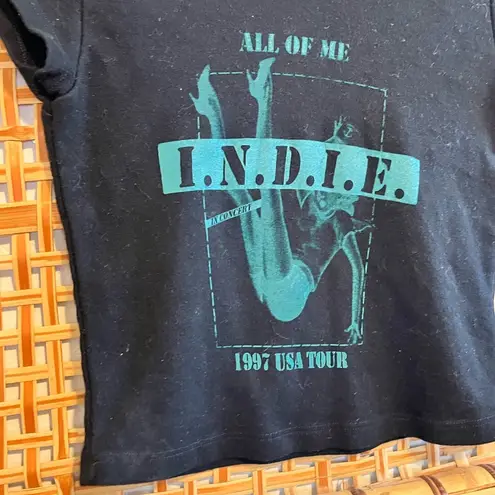 ALL OF ME
I.N.D.I.E.
IN CONCERT
1997 USA TOUR